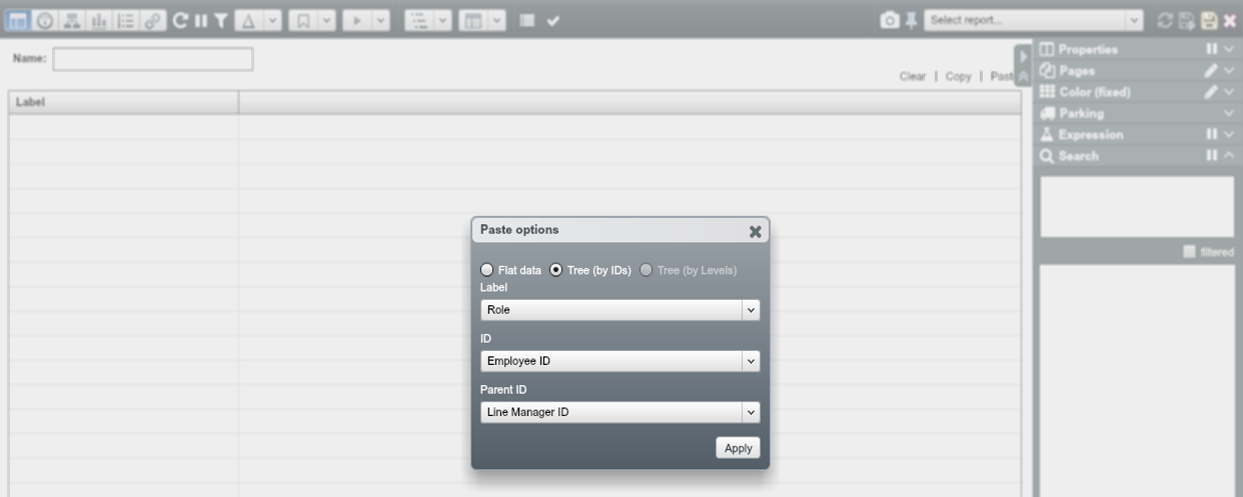 Select report...
Name:
Clear | Copy | Past
Label
Properties
Pages
Color (fixed)
Parking
Expression
Search
filtered
Paste options
Flat data Tree (by IDs) Tree (by Levels)
Label
Role
ID
Employee ID
Parent ID
Line Manager ID
Apply